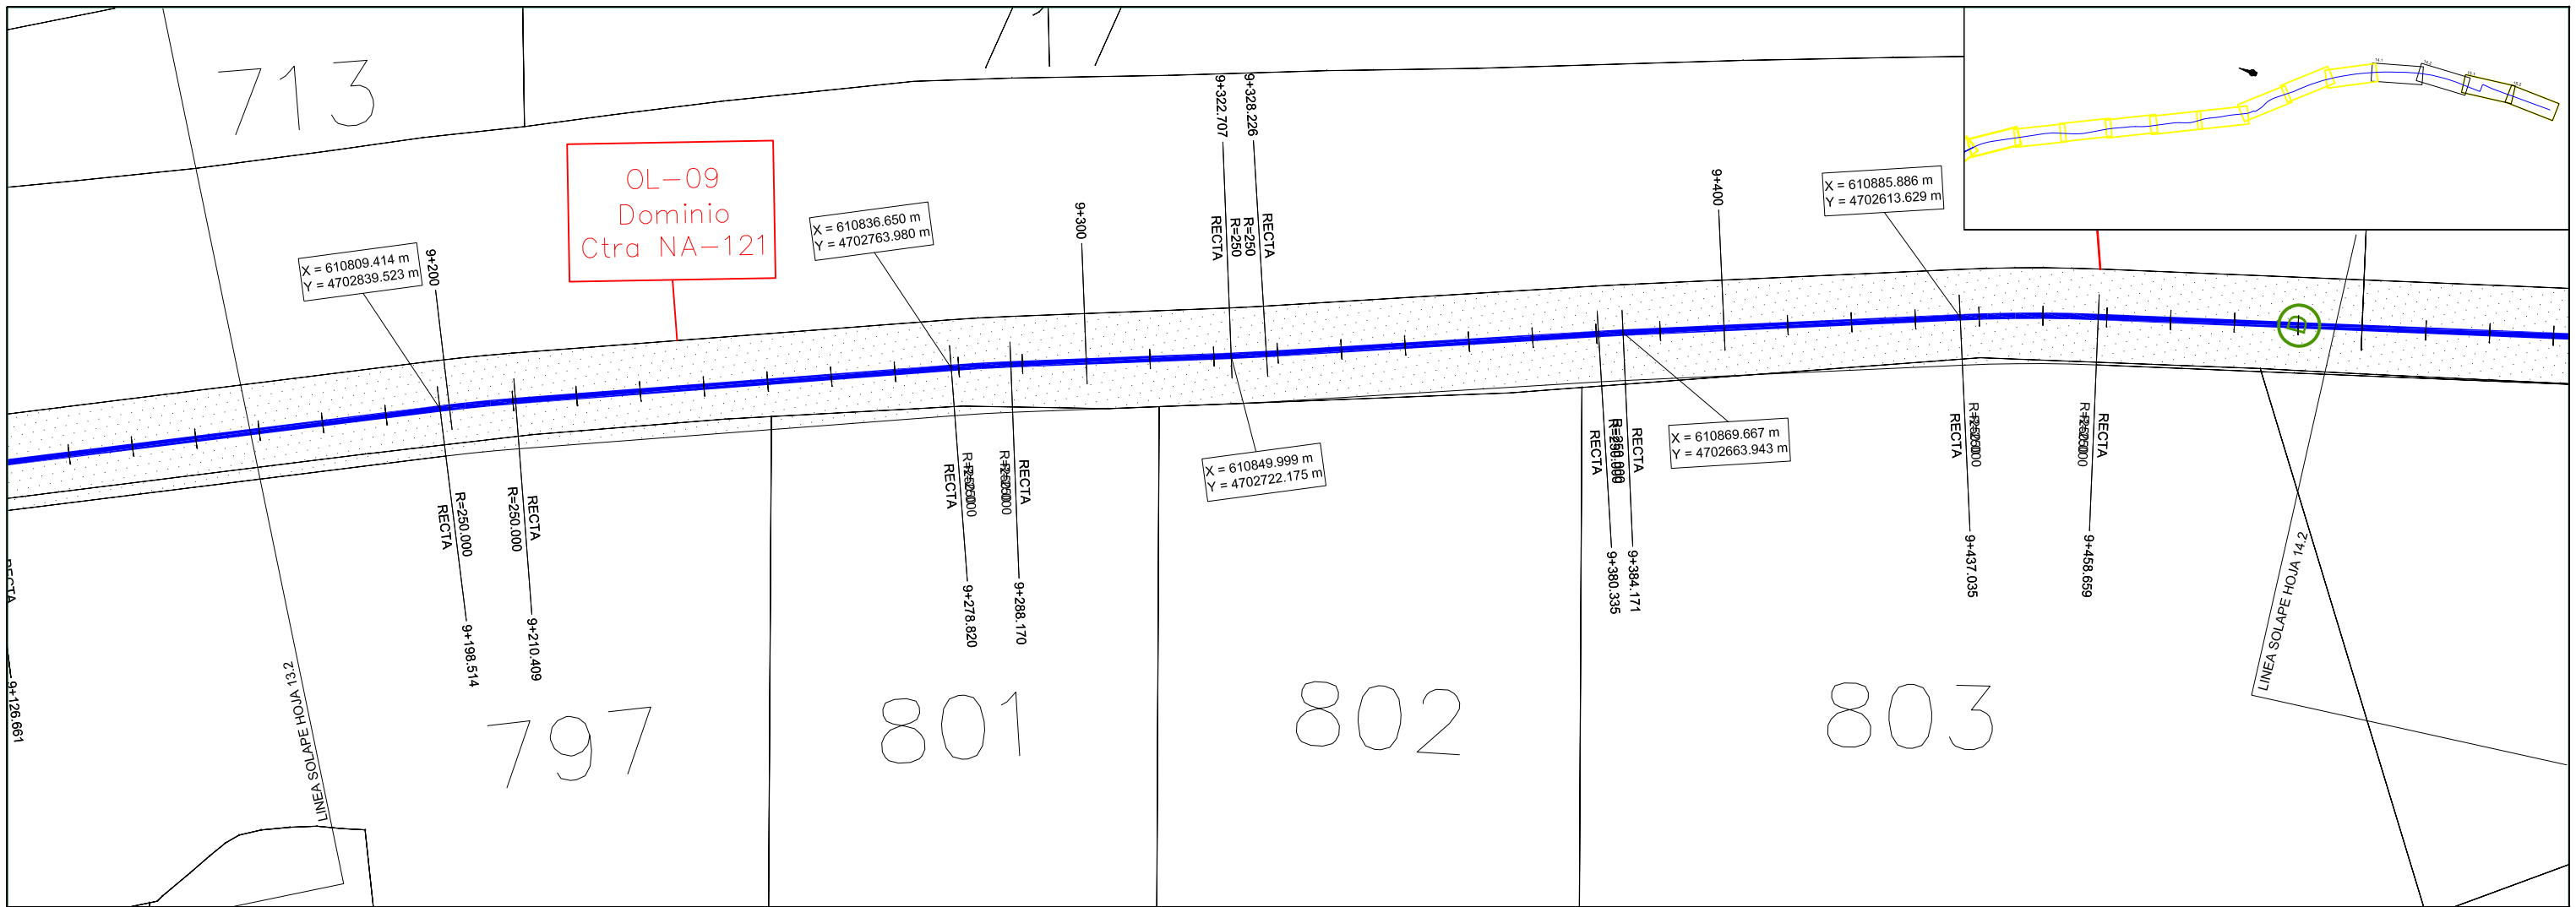 713
OL-09
Dominio
Ctra NA-121
X = 610809.414 m
Y = 4702839.523 m
9+200
X = 610836.650 m
Y = 4702763.980 m
9+300
9+322.707
RECTA
R=250
9+328.226
R=250
RECTA
9+400
X = 610885.886 m
Y = 4702613.629 m
X = 610849.999 m
Y = 4702722.175 m
X = 610869.667 m
Y = 4702663.943 m
RECTA
9+126.661
LINEA SOLAPE HOJA 13.2
RECTA
R=250.000
9+198.514
R=250.000
RECTA
9+210.409
RECTA
9+278.820
RECTA
9+288.170
RECTA
9+380.335
RECTA
9+384.171
RECTA
9+437.035
RECTA
9+458.659
LINEA SOLAPE HOJA 14.2
797
801
802
803